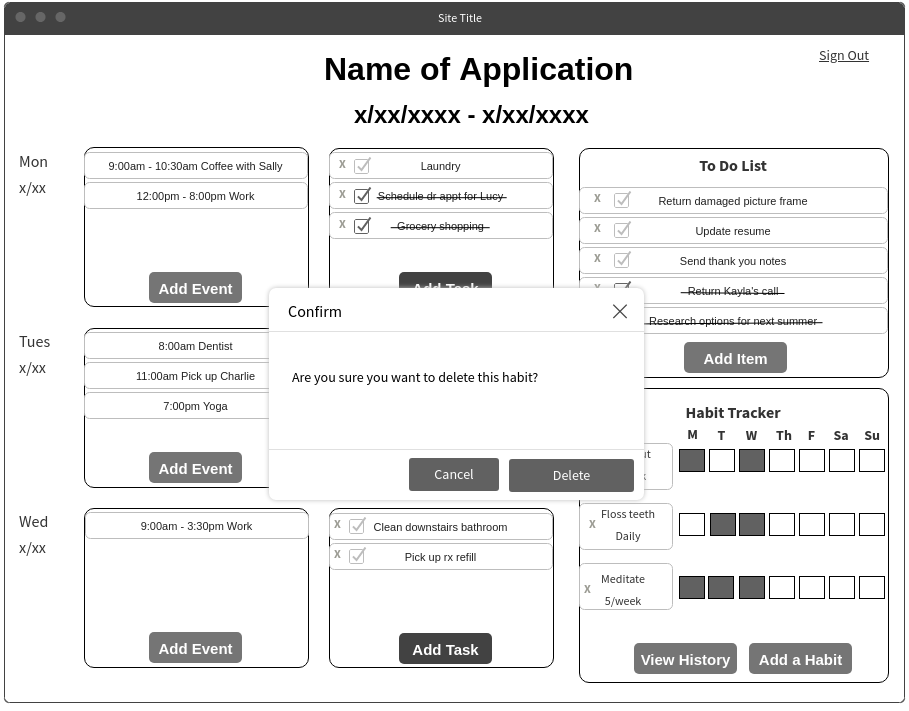 Site Title
Sign Out
Name of Application
x/xx/xxxx - x/xx/xxxx
Mon
x/xx
9:00am - 10:30am Coffee with Sally
12:00pm - 8:00pm Work
Add Event
X Laundry
X Schedule dr appt for Lucy
X Grocery shopping
Add Task
To Do List
X Return damaged picture frame
X Update resume
X Send thank you notes
Return Kayla's call
Research options for next summer
Add Item
Tues
x/xx
8:00am Dentist
11:00am Pick up Charlie
7:00pm Yoga
Add Event
Confirm
Are you sure you want to delete this habit?
Cancel
Delete
Habit Tracker
M T W Th F Sa Su
X Floss teeth
Daily
X Meditate
5/week
View History
Add a Habit
Wed
x/xx
9:00am - 3:30pm Work
Add Event
X Clean downstairs bathroom
X Pick up rx refill
Add Task